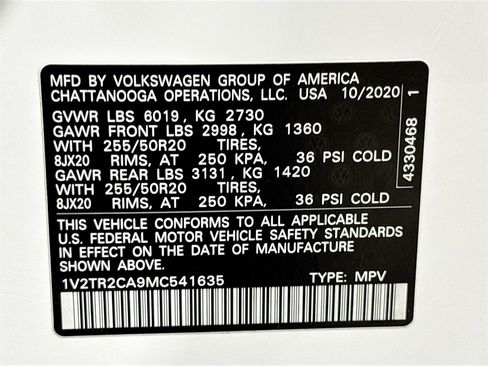 MFD BY VOLKSWAGEN GROUP OF AMERICA
CHATTANOOGA OPERATIONS, LLC. USA 10/2020
GVWR LBS 6019, KG 2730
GAWR FRONT LBS 2998, KG 1360
WITH 255/50R20 TIRES,
8JX20 RIMS, AT 250 KPA, 36 PSI COLD
GAWR REAR LBS 3131, KG 1420
WITH 255/50R20 TIRES,
8JX20 RIMS, AT 250 KPA, 36 PSI COLD
THIS VEHICLE CONFORMS TO ALL APPLICABLE
U.S. FEDERAL MOTOR VEHICLE SAFETY STANDARDS
IN EFFECT ON THE DATE OF MANUFACTURE
SHOWN ABOVE.
1V2TR2CA9MC541635 TYPE: MPV
4330468 1